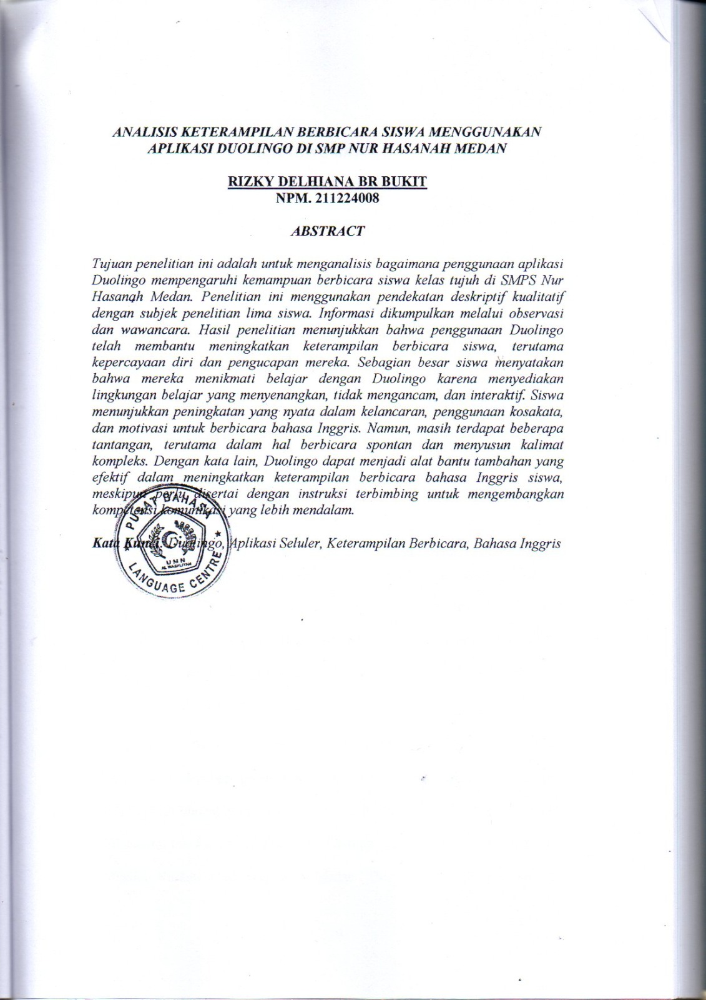 ANALISIS KETERAMPILAN BERBICARA SISWA MENGGUNAKAN
APLIKASI DUOLINGO DI SMP NUR HASANAH MEDAN
RIZKY DELHIANA BR BUKIT
NPM. 211224008
ABSTRACT
Tujuan penelitian ini adalah untuk menganalisis bagaimana penggunaan aplikasi
Duolingo mempengaruhi kemampuan berbicara siswa kelas tujuh di SMPS Nur
Hasanah Medan. Penelitian ini menggunakan pendekatan deskriptif kualitatif
dengan subjek penelitian lima siswa. Informasi dikumpulkan melalui observasi
dan wawancara. Hasil penelitian menunjukkan bahwa penggunaan Duolingo
telah membantu meningkatkan keterampilan berbicara siswa, terutama
kepercayaan diri dan pengucapan mereka. Sebagian besar siswa menyatakan
bahwa mereka menikmati belajar dengan Duolingo karena menyediakan
lingkungan belajar yang menyenangkan, tidak mengancam, dan interaktif. Siswa
menunjukkan peningkatan yang nyata dalam kelancaran, penggunaan kosakata,
dan motivasi untuk berbicara bahasa Inggris. Namun, masih terdapat beberapa
tantangan, terutama dalam hal berbicara spontan dan menyusun kalimat
kompleks. Dengan kata lain, Duolingo dapat menjadi alat bantu tambahan yang
efektif dalam meningkatkan keterampilan berbicara bahasa Inggris siswa,
meskipun perlu disertai dengan instruksi terbimbing untuk mengembangkan
kompetensi komunikasi yang lebih mendalam.
Kata Kunci: Duolingo, Aplikasi Seluler, Keterampilan Berbicara, Bahasa Inggris
PUSAT BAHASA
UMN
AL WASHLIYAH
LANGUAGE CENTRE